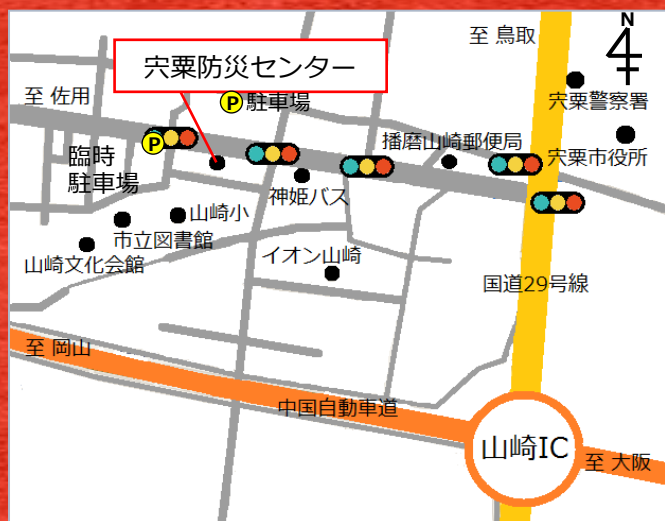 N
至 鳥取
宍粟防災センター
至 佐用
P 駐車場
宍粟警察署
P
播磨山崎郵便局
宍粟市役所
臨時
駐車場
神姫バス
山崎小
市立図書館
山崎文化会館
イオン山崎
国道29号線
至 岡山
中国自動車道
山崎IC
至 大阪